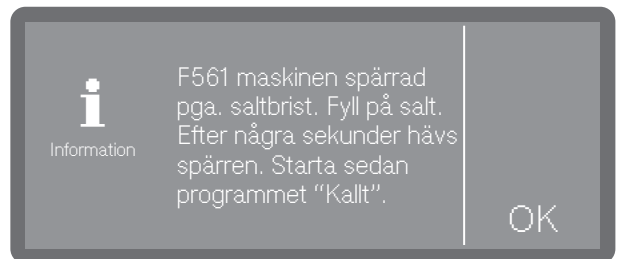 F561 maskinen spärrad
pga. saltbrist. Fyll på salt.
Efter några sekunder hävs
spärren. Starta sedan
programmet “Kallt”.
Information
OK